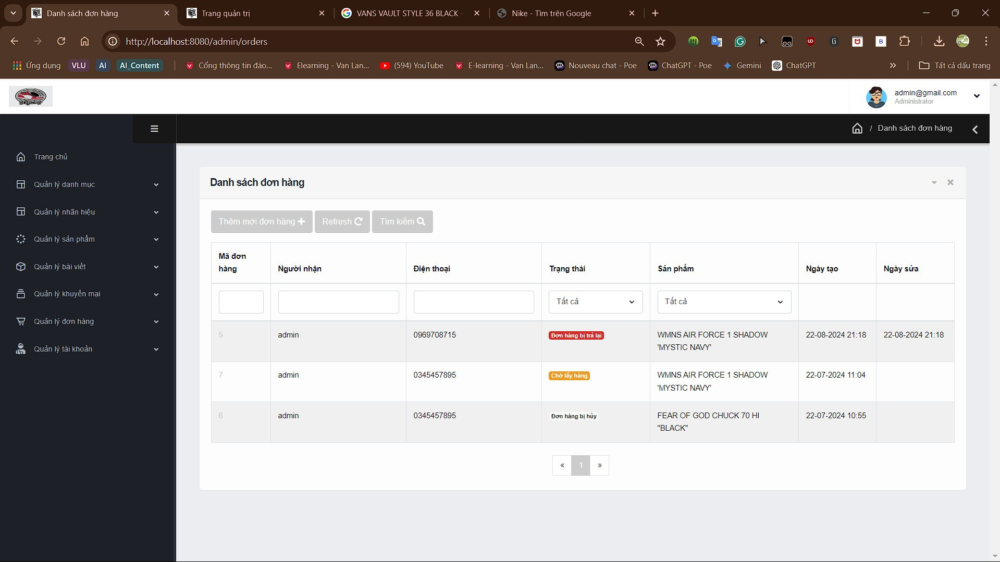 Danh sách đơn hàng
Trang quản trị
VANS VAULT STYLE 36 BLACK -
Nike - Tìm trên Google
http://localhost:8080/admin/orders
Ứng dụng
VLU
AI
AI_Content
Cổng thông tin đào...
Elearning - Van Lan...
(594) YouTube
E-learning - Van Lan...
Nouveau chat - Poe
ChatGPT - Poe
Gemini
ChatGPT
Tất cả dấu trang
admin@gmail.com
Administrator
/ Danh sách đơn hàng
Trang chủ
Quản lý danh mục
Quản lý nhãn hiệu
Quản lý sản phẩm
Quản lý bài viết
Quản lý khuyến mại
Quản lý đơn hàng
Quản lý tài khoản
Danh sách đơn hàng
Thêm mới đơn hàng
Refresh
Tìm kiếm
Mã đơn
hàng
Người nhận
Điện thoại
Trạng thái
Sản phẩm
Ngày tạo
Ngày sửa
Tất cả
Tất cả
5
admin
0969708715
Đơn hàng bị trả lại
WMNS AIR FORCE 1 SHADOW
'MYSTIC NAVY'
22-08-2024 21:18
22-08-2024 21:18
7
admin
0345457895
Chờ lấy hàng
WMNS AIR FORCE 1 SHADOW
'MYSTIC NAVY'
22-07-2024 11:04
6
admin
0345457895
Đơn hàng bị hủy
FEAR OF GOD CHUCK 70 HI
"BLACK"
22-07-2024 10:55
« 1 »